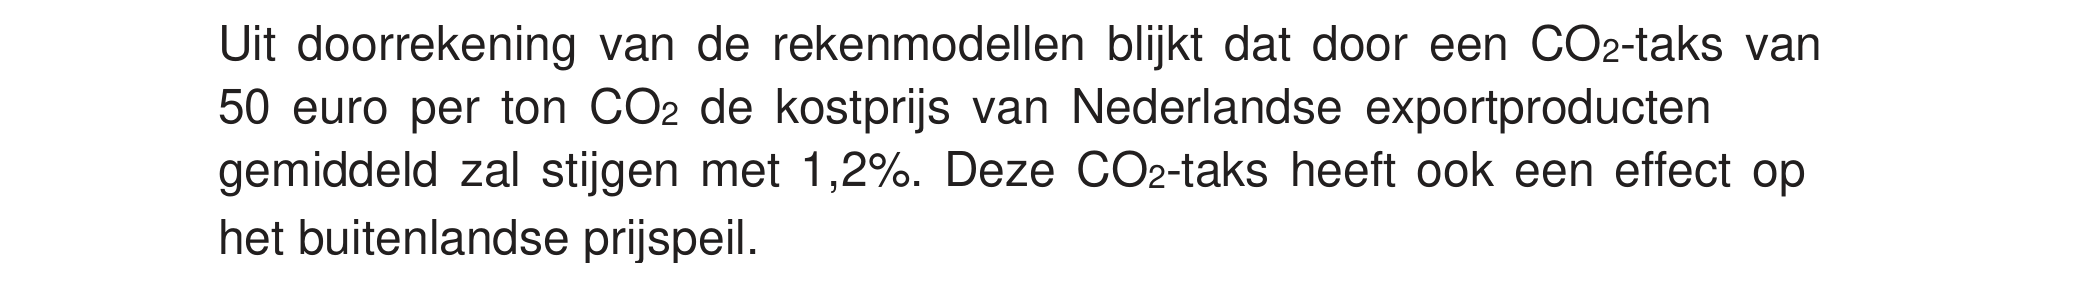 Uit doorrekening van de rekenmodellen blijkt dat door een CO₂-taks van
50 euro per ton CO₂ de kostprijs van Nederlandse exportproducten
gemiddeld zal stijgen met 1,2%. Deze CO₂-taks heeft ook een effect op
het buitenlandse prijspeil.